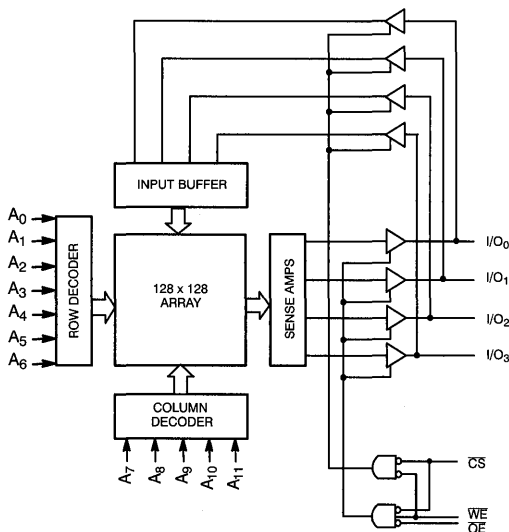 INPUT BUFFER
A0
A1
A2
A3
A4
A5
A6
ROW DECODER
128 x 128
ARRAY
SENSE AMPS
I/O0
I/O1
I/O2
I/O3
COLUMN
DECODER
A7
A8
A9
A10
A11
CS
WE
OE